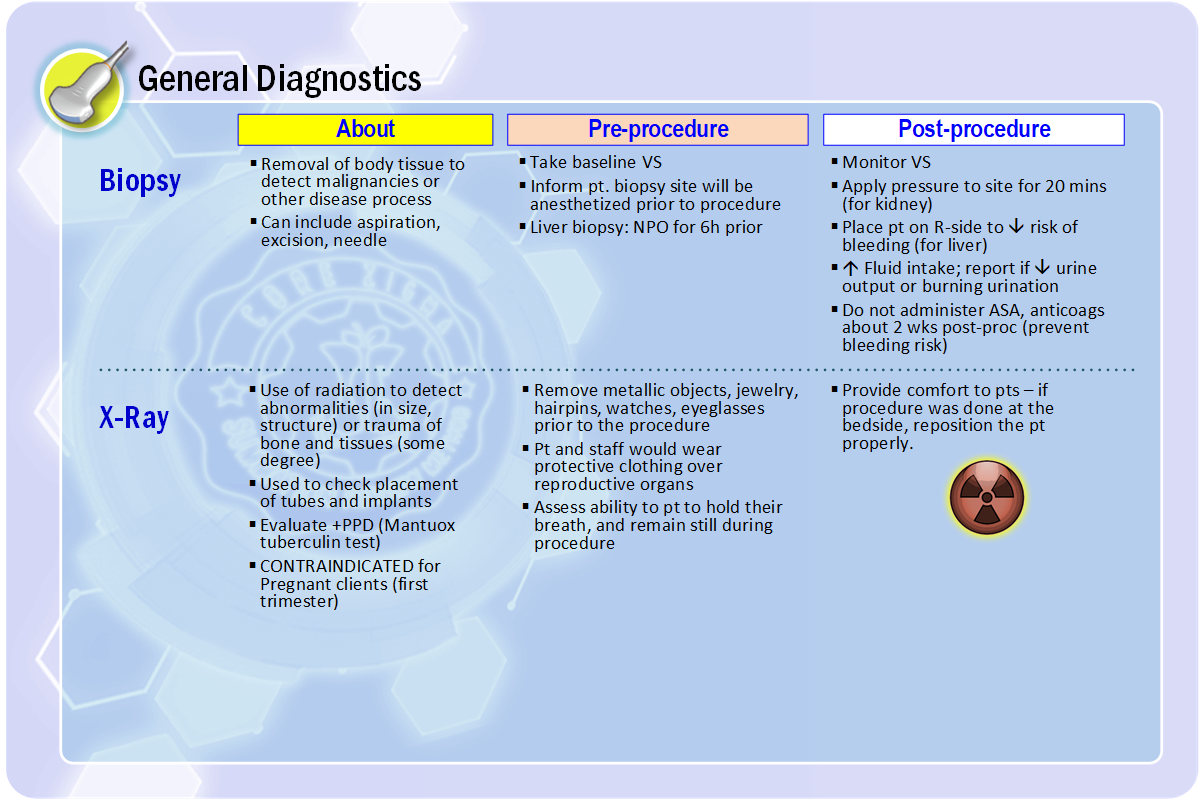 General Diagnostics
About
Pre-procedure
Post-procedure
Biopsy
▪ Removal of body tissue to
detect malignancies or
other disease process
▪ Can include aspiration,
excision, needle
▪ Take baseline VS
▪ Inform pt. biopsy site will be
anesthetized prior to procedure
▪ Liver biopsy: NPO for 6h prior
▪ Monitor VS
▪ Apply pressure to site for 20 mins
(for kidney)
▪ Place pt on R-side to ↓ risk of
bleeding (for liver)
▪ ↑ Fluid intake; report if ↓ urine
output or burning urination
▪ Do not administer ASA, anticoags
about 2 wks post-proc (prevent
bleeding risk)
X-Ray
▪ Use of radiation to detect
abnormalities (in size,
structure) or trauma of
bone and tissues (some
degree)
▪ Used to check placement
of tubes and implants
▪ Evaluate +PPD (Mantuox
tuberculin test)
▪ CONTRAINDICATED for
Pregnant clients (first
trimester)
▪ Remove metallic objects, jewelry,
hairpins, watches, eyeglasses
prior to the procedure
▪ Pt and staff would wear
protective clothing over
reproductive organs
▪ Assess ability to pt to hold their
breath, and remain still during
procedure
▪ Provide comfort to pts – if
procedure was done at the
bedside, reposition the pt
properly.
CODE